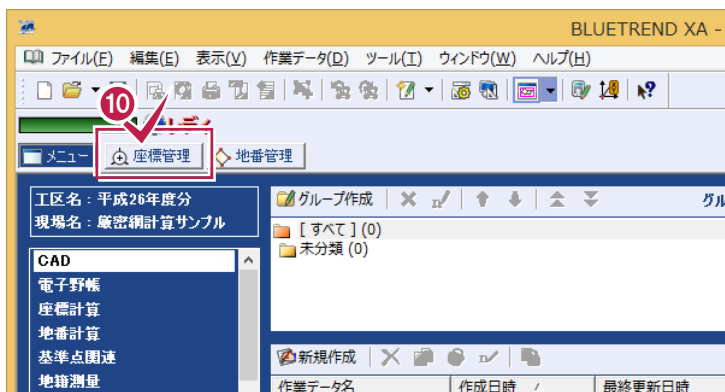 BLUETREND XA -
ファイル(F) 編集(E) 表示(V) 作業データ(D) ツール(T) ウィンドウ(W) ヘルプ(H)
⑩
レディ
メニュー 座標管理 地番管理
工区名:平成26年度分
現場名:厳密網計算サンプル
グループ作成
[ すべて ] (0)
未分類 (0)
CAD
電子野帳
座標計算
地番計算
基準点関連
地籍測量
新規作成
作業データ名 作成日時 最終更新日時